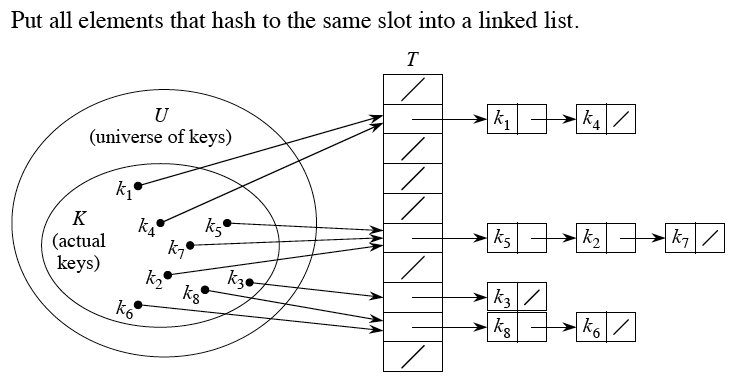 Put all elements that hash to the same slot into a linked list.
T
U
(universe of keys)
k1 k4
k1
K
(actual
keys)
k4 k5
k7
k5 k2 k7
k2 k8 k3
k6
k3
k8 k6